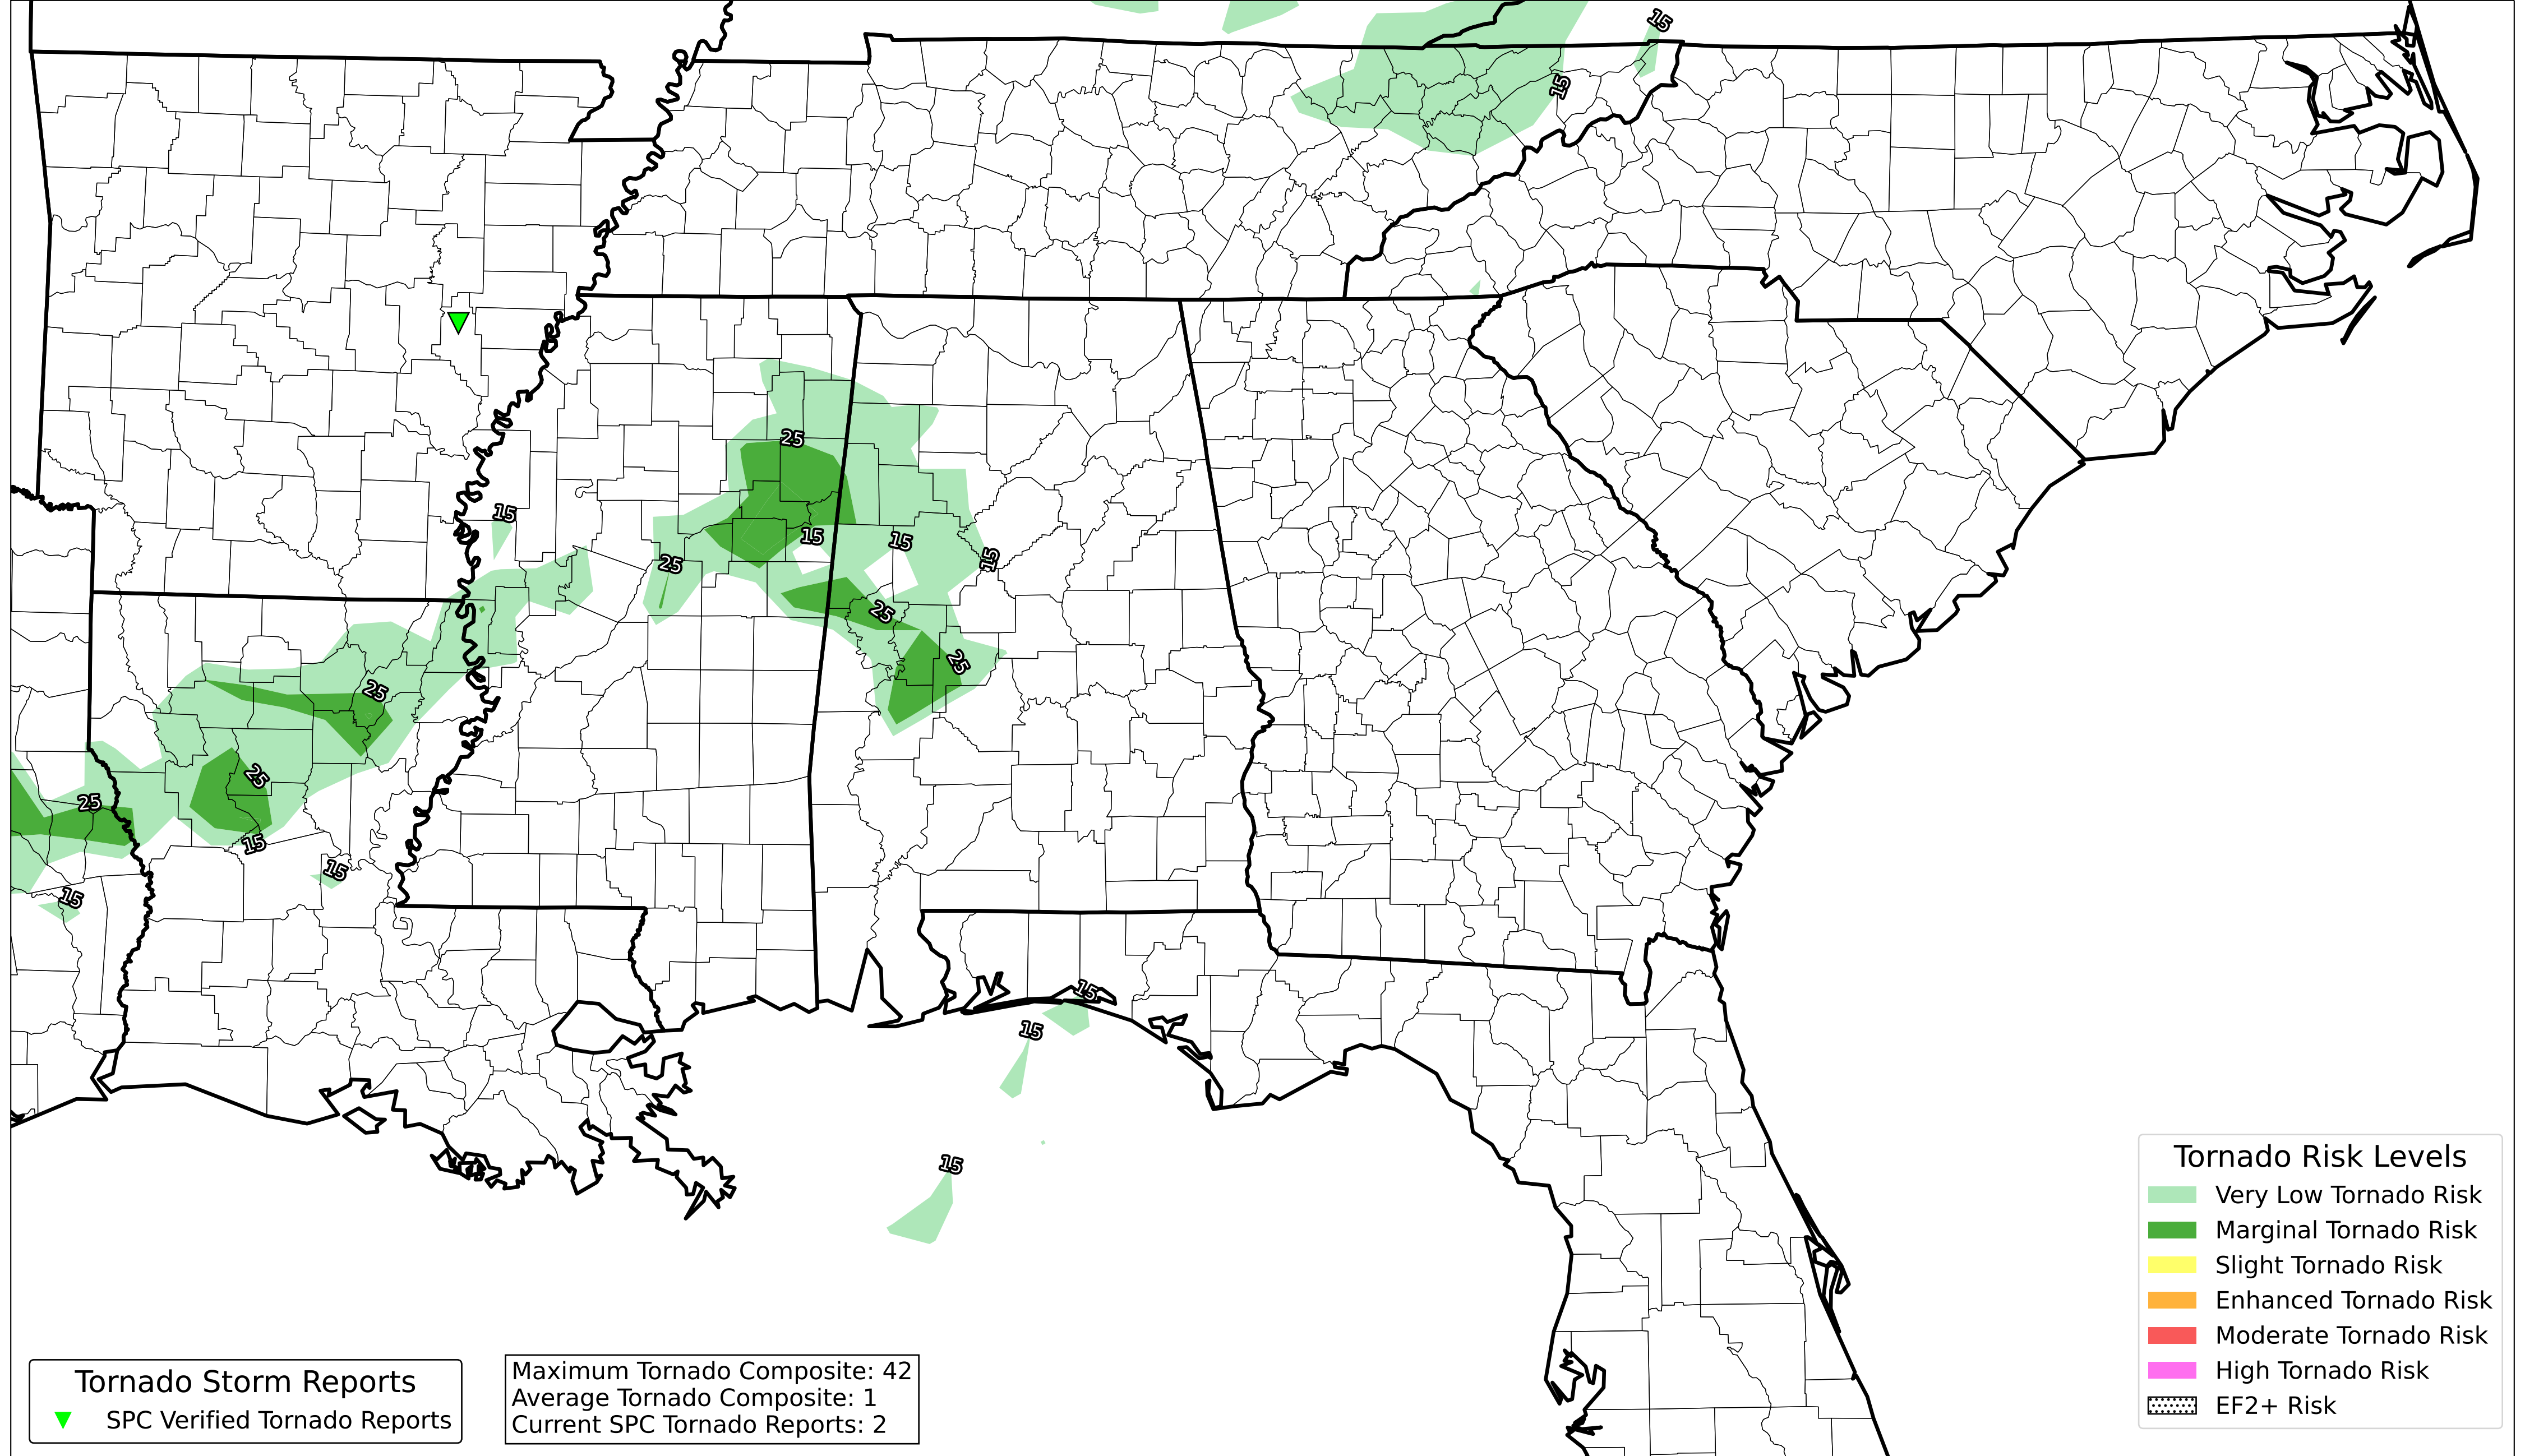 15
15
25
15
15
15
25
15
25
25
25
25
25
15
15
15
15
15
15
Tornado Risk Levels
Very Low Tornado Risk
Marginal Tornado Risk
Slight Tornado Risk
Enhanced Tornado Risk
Moderate Tornado Risk
High Tornado Risk
EF2+ Risk
Tornado Storm Reports
SPC Verified Tornado Reports
Maximum Tornado Composite: 42
Average Tornado Composite: 1
Current SPC Tornado Reports: 2